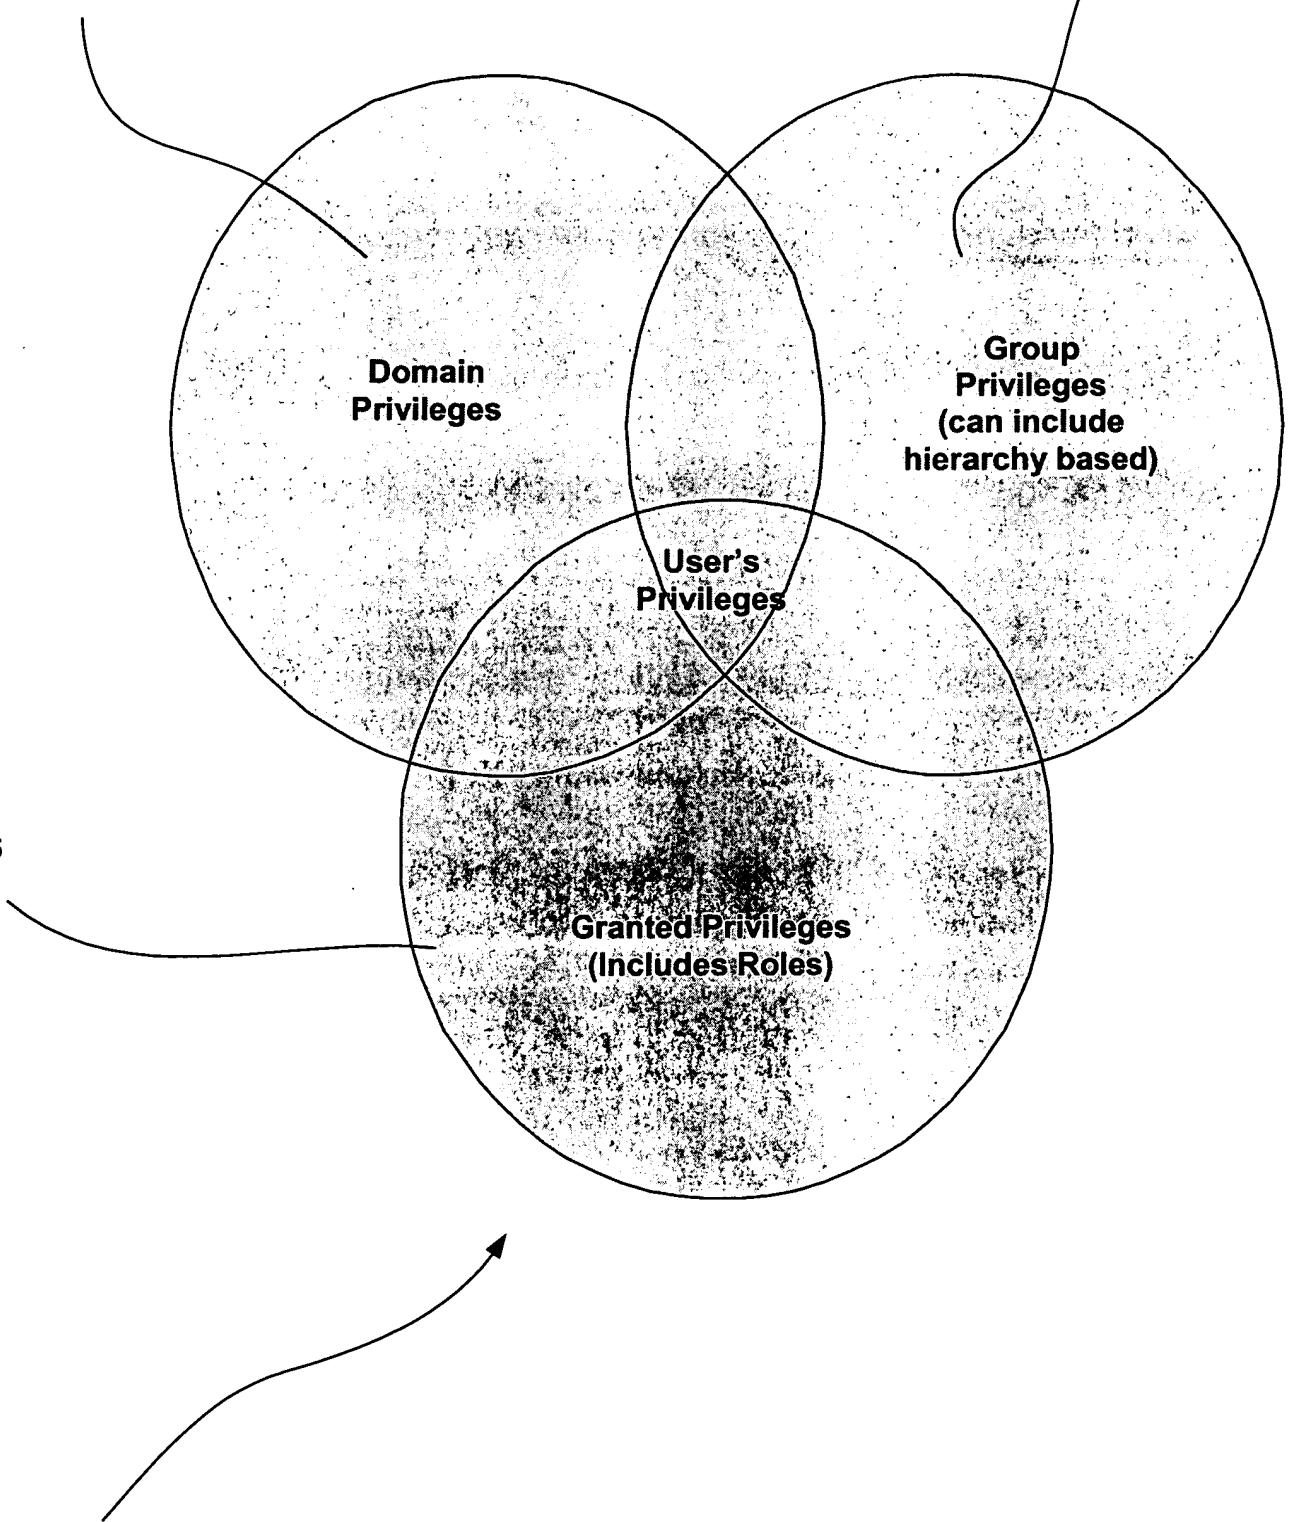 Domain
Privileges
Group
Privileges
(can include
hierarchy based)
User's
Privileges
Granted Privileges
(Includes Roles)